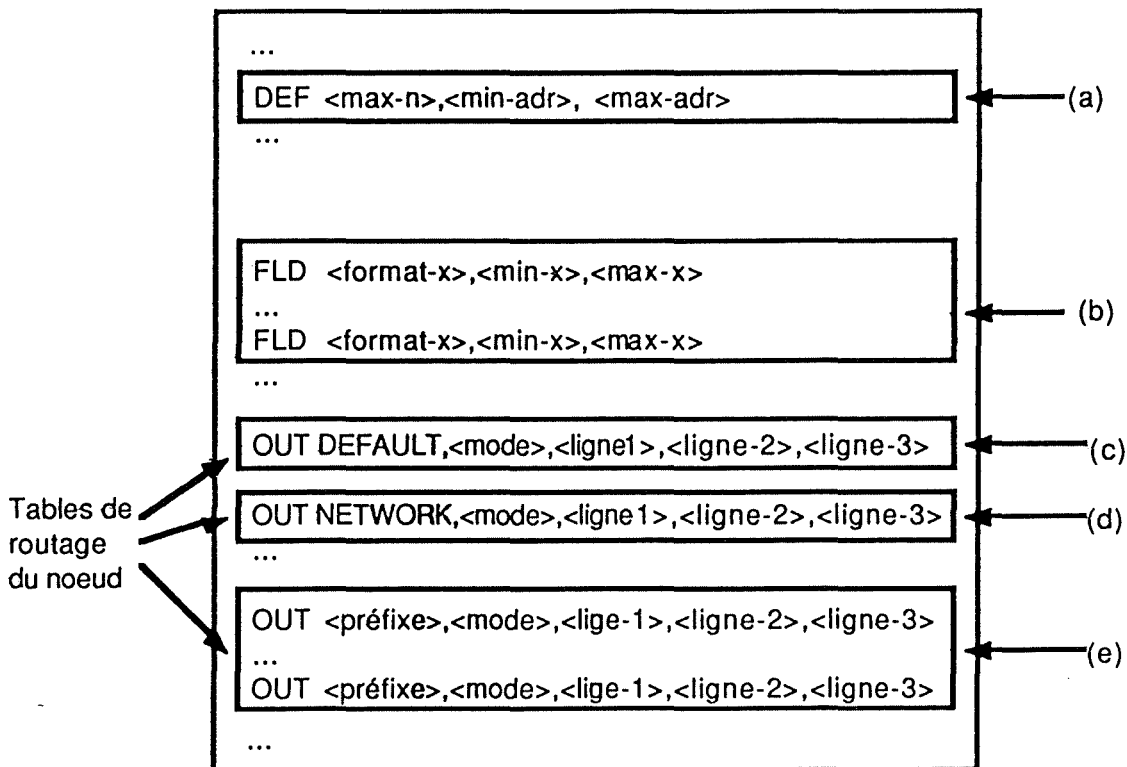 ...
DEF <max-n>,<min-adr>, <max-adr>
(a)
...
FLD <format-x>,<min-x>,<max-x>
...
FLD <format-x>,<min-x>,<max-x>
(b)
...
OUT DEFAULT,<mode>,<ligne1>,<ligne-2>,<ligne-3>
(c)
Tables de
routage
du noeud
OUT NETWORK,<mode>,<ligne1>,<ligne-2>,<ligne-3>
(d)
...
OUT <préfixe>,<mode>,<lige-1>,<ligne-2>,<ligne-3>
...
OUT <préfixe>,<mode>,<lige-1>,<ligne-2>,<ligne-3>
(e)
...